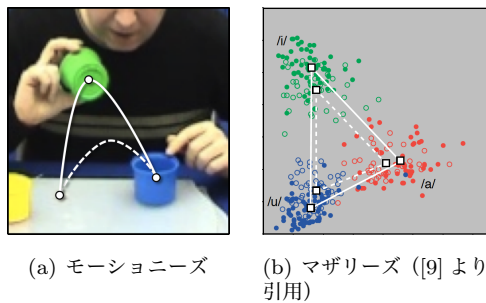 /i/
/a/
/u/
(a) モーショニーズ
(b) マザリーズ([9] より
引用)